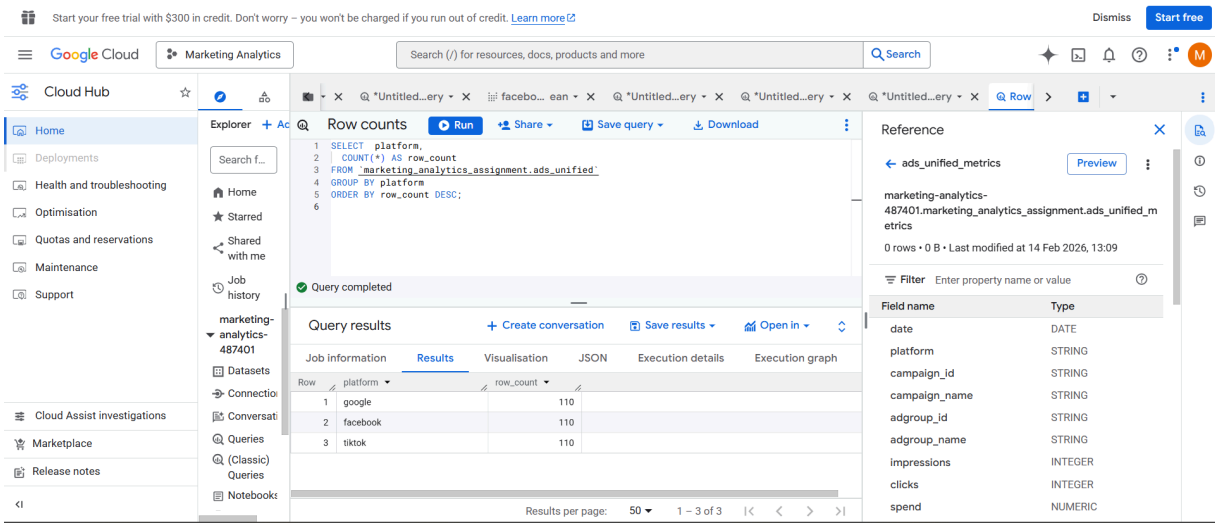 Start your free trial with $300 in credit. Don't worry – you won't be charged if you run out of credit. Learn more
Dismiss
Start free
Google Cloud
Marketing Analytics
Search (/) for resources, docs, products and more
Search
M
Cloud Hub
Home
Deployments
Health and troubleshooting
Optimisation
Quotas and reservations
Maintenance
Support
Cloud Assist investigations
Marketplace
Release notes
Explorer
+ Ac
Search f...
Home
Starred
Shared
with me
Job
history
marketing-
analytics-
487401
Datasets
Connection
Conversati
Queries
(Classic)
Queries
Notebooks
*Untitled...ery
facebo... ean
*Untitled...ery
*Untitled...ery
*Untitled...ery
Row
Row counts
Run
Share
Save query
Download
1 SELECT platform,
2 COUNT(*) AS row_count
3 FROM `marketing_analytics_assignment.ads_unified`
4 GROUP BY platform
5 ORDER BY row_count DESC;
6
Query completed
Query results
+ Create conversation
Save results
Open in
Job information
Results
Visualisation
JSON
Execution details
Execution graph
Row platform row_count
1 google 110
2 facebook 110
3 tiktok 110
Results per page: 50 1 – 3 of 3
Reference
ads_unified_metrics
Preview
marketing-analytics-
487401.marketing_analytics_assignment.ads_unified_m
etrics
0 rows • 0 B • Last modified at 14 Feb 2026, 13:09
Filter Enter property name or value
Field name Type
date DATE
platform STRING
campaign_id STRING
campaign_name STRING
adgroup_id STRING
adgroup_name STRING
impressions INTEGER
clicks INTEGER
spend NUMERIC